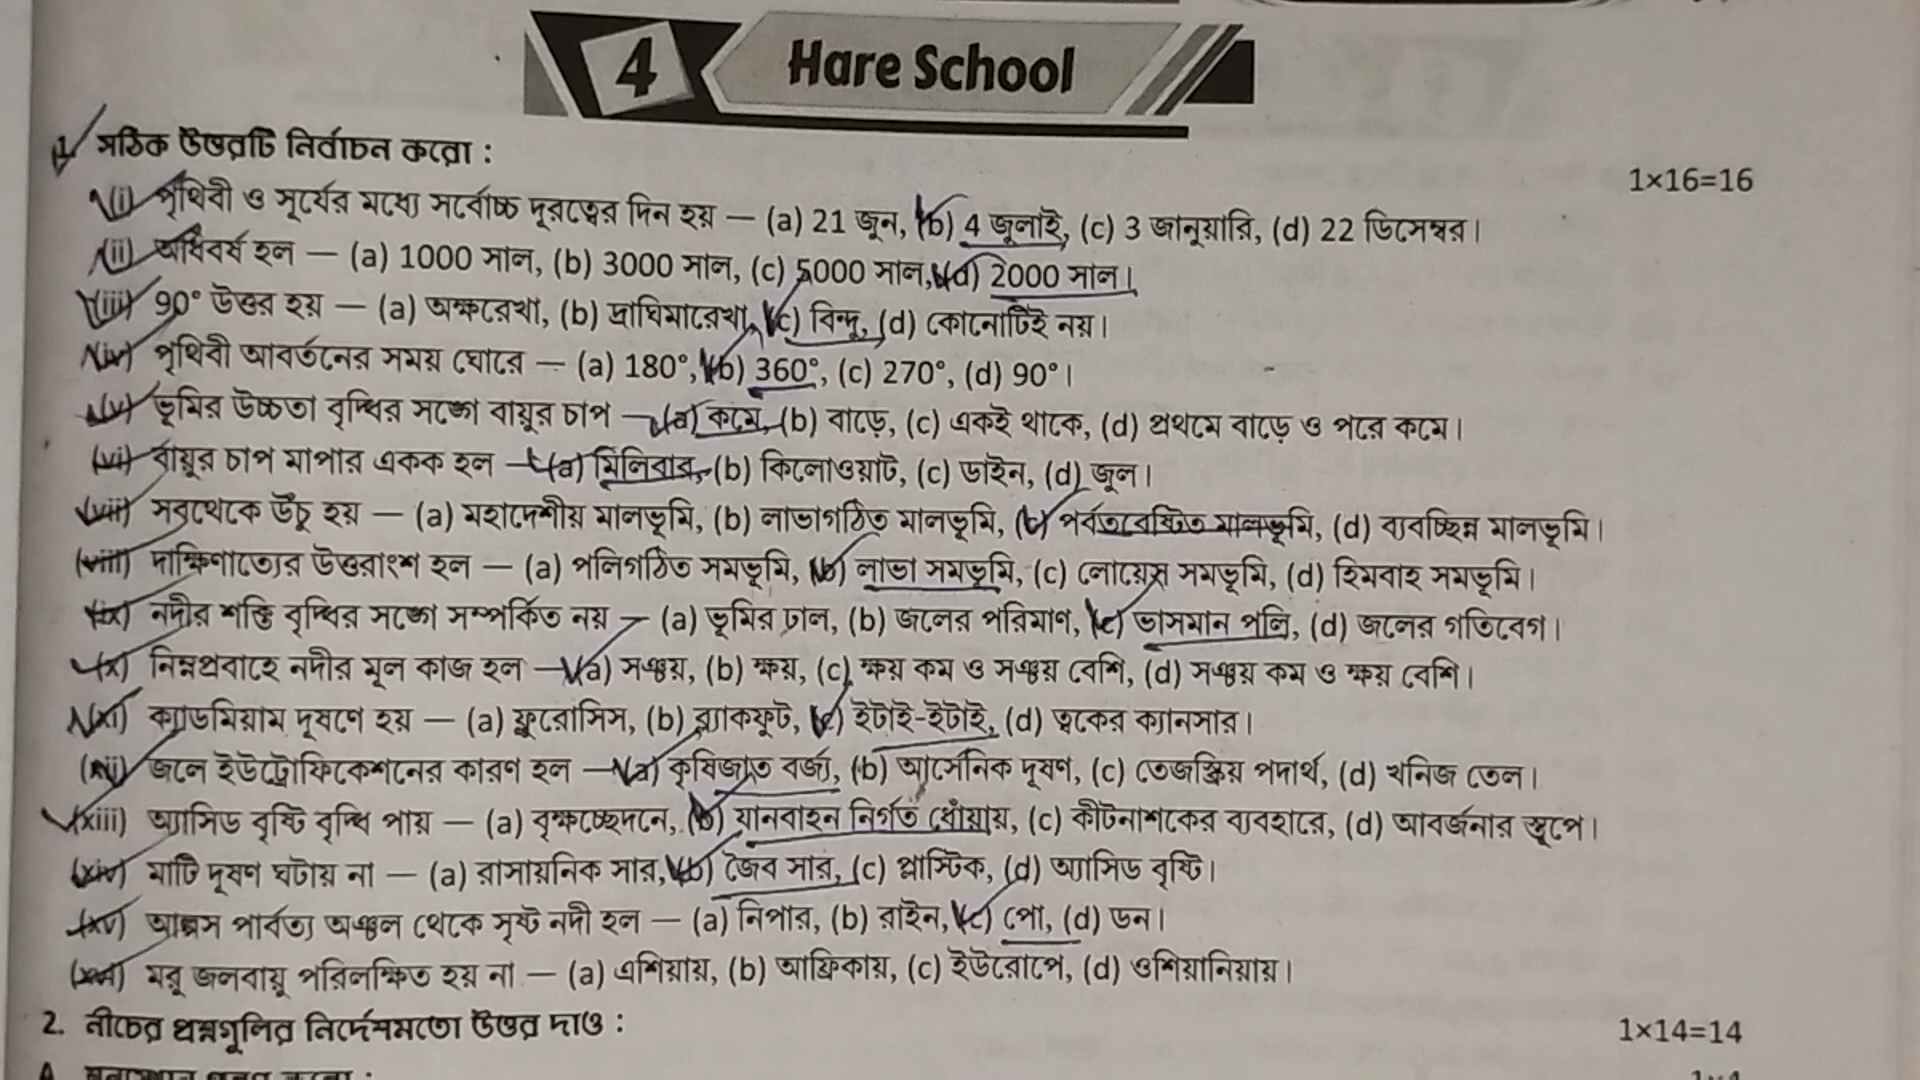 4 Hare School
1. সঠিক উত্তরটি নির্বাচন করো :
1×16=16
(i) পৃথিবী ও সূর্যের মধ্যে সর্বোচ্চ দূরত্বের দিন হয় — (a) 21 জুন, (b) 4 জুলাই, (c) 3 জানুয়ারি, (d) 22 ডিসেম্বর।
(ii) অধিবর্ষ হল — (a) 1000 সাল, (b) 3000 সাল, (c) 5000 সাল, (d) 2000 সাল।
(iii) 90° উত্তর হয় — (a) অক্ষরেখা, (b) দ্রাঘিমারেখা, (c) বিন্দু, (d) কোনোটিই নয়।
(iv) পৃথিবী আবর্তনের সময় ঘোরে — (a) 180°, (b) 360°, (c) 270°, (d) 90°।
(v) ভূমির উচ্চতা বৃদ্ধির সঙ্গে বায়ুর চাপ — (a) কমে, (b) বাড়ে, (c) একই থাকে, (d) প্রথমে বাড়ে ও পরে কমে।
(vi) বায়ুর চাপ মাপার একক হল — (a) মিলিবার, (b) কিলোওয়াট, (c) ডাইন, (d) জুল।
(vii) সবথেকে উঁচু হয় — (a) মহাদেশীয় মালভূমি, (b) লাভাগঠিত মালভূমি, (c) পর্বতবেষ্টিত মালভূমি, (d) ব্যবচ্ছিন্ন মালভূমি।
(viii) দাক্ষিণাত্যের উত্তরাংশ হল — (a) পলিগঠিত সমভূমি, (b) লাভা সমভূমি, (c) লোয়েস সমভূমি, (d) হিমবাহ সমভূমি।
(ix) নদীর শক্তি বৃদ্ধির সঙ্গে সম্পর্কিত নয় — (a) ভূমির ঢাল, (b) জলের পরিমাণ, (c) ভাসমান পলি, (d) জলের গতিবেগ।
(x) নিম্নপ্রবাহে নদীর মূল কাজ হল — (a) সঞ্চয়, (b) ক্ষয়, (c) ক্ষয় কম ও সঞ্চয় বেশি, (d) সঞ্চয় কম ও ক্ষয় বেশি।
(xi) ক্যাডমিয়াম দূষণে হয় — (a) ফ্লুরোসিস, (b) ব্ল্যাকফুট, (c) ইটাই-ইটাই, (d) ত্বকের ক্যানসার।
(xii) জলে ইউট্রোফিকেশনের কারণ হল — (a) কৃষিজাত বর্জ্য, (b) আর্সেনিক দূষণ, (c) তেজস্ক্রিয় পদার্থ, (d) খনিজ তেল।
(xiii) অ্যাসিড বৃষ্টি বৃদ্ধি পায় — (a) বৃক্ষচ্ছেদনে, (b) যানবাহন নির্গত ধোঁয়ায়, (c) কীটনাশকের ব্যবহারে, (d) আবর্জনার স্তূপে।
(xiv) মাটি দূষণ ঘটায় না — (a) রাসায়নিক সার, (b) জৈব সার, (c) প্লাস্টিক, (d) অ্যাসিড বৃষ্টি।
(xv) আল্পস পার্বত্য অঞ্চল থেকে সৃষ্ট নদী হল — (a) নিপার, (b) রাইন, (c) পো, (d) ডন।
(xvi) মরু জলবায়ু পরিলক্ষিত হয় না — (a) এশিয়ায়, (b) আফ্রিকায়, (c) ইউরোপে, (d) ওশিয়ানিয়ায়।
2. নীচের প্রশ্নগুলির নির্দেশমতো উত্তর দাও :
1×14=14